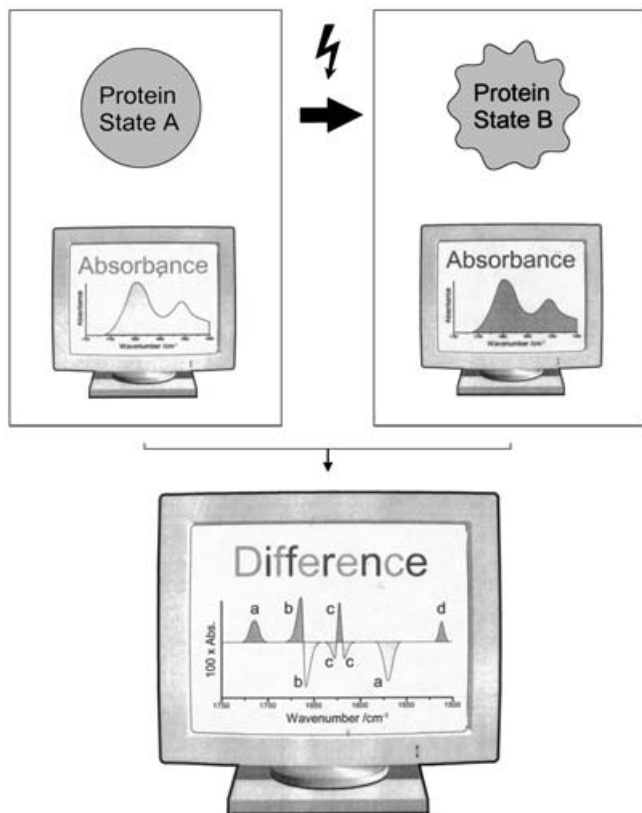 Protein
State A
Protein
State B
Absorbance
Absorbance
Wavenumber /cm⁻¹
Absorbance
Absorbance
Wavenumber /cm⁻¹
Difference
100 x Abs.
a
b
c
d
b
c
c
a
1750 1700 1650 1600 1550 1500
Wavenumber /cm⁻¹